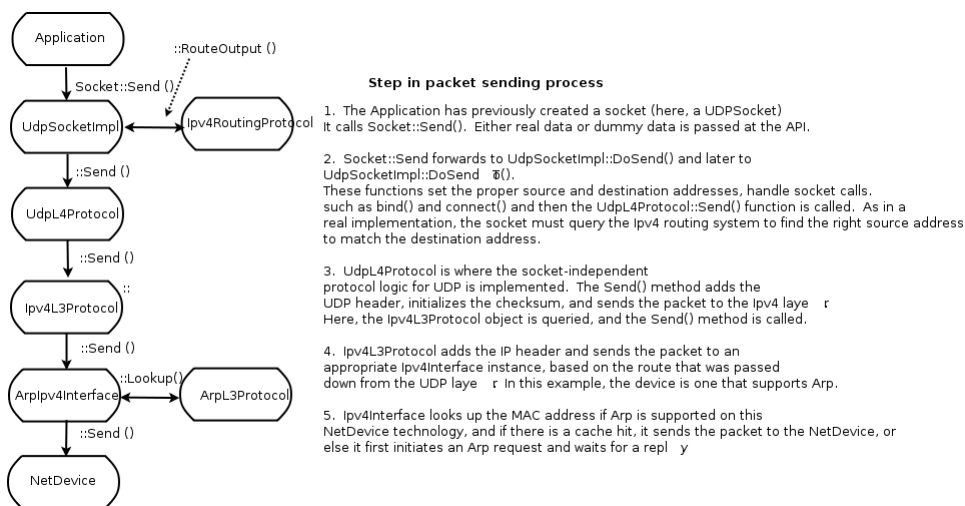 Application
::RouteOutput ()
Socket::Send ()
UdpSocketImpl
Ipv4RoutingProtocol
::Send ()
UdpL4Protocol
::Send ()
::
Ipv4L3Protocol
::Send ()
::Lookup()
ArpIpv4Interface
ArpL3Protocol
::Send ()
NetDevice
Step in packet sending process
1. The Application has previously created a socket (here, a UDPSocket)
It calls Socket::Send(). Either real data or dummy data is passed at the API.
2. Socket::Send forwards to UdpSocketImpl::DoSend() and later to
UdpSocketImpl::DoSend To().
These functions set the proper source and destination addresses, handle socket calls.
such as bind() and connect() and then the UdpL4Protocol::Send() function is called. As in a
real implementation, the socket must query the Ipv4 routing system to find the right source address
to match the destination address.
3. UdpL4Protocol is where the socket-independent
protocol logic for UDP is implemented. The Send() method adds the
UDP header, initializes the checksum, and sends the packet to the Ipv4 laye r.
Here, the Ipv4L3Protocol object is queried, and the Send() method is called.
4. Ipv4L3Protocol adds the IP header and sends the packet to an
appropriate Ipv4Interface instance, based on the route that was passed
down from the UDP laye r. In this example, the device is one that supports Arp.
5. Ipv4Interface looks up the MAC address if Arp is supported on this
NetDevice technology, and if there is a cache hit, it sends the packet to the NetDevice, or
else it first initiates an Arp request and waits for a repl y